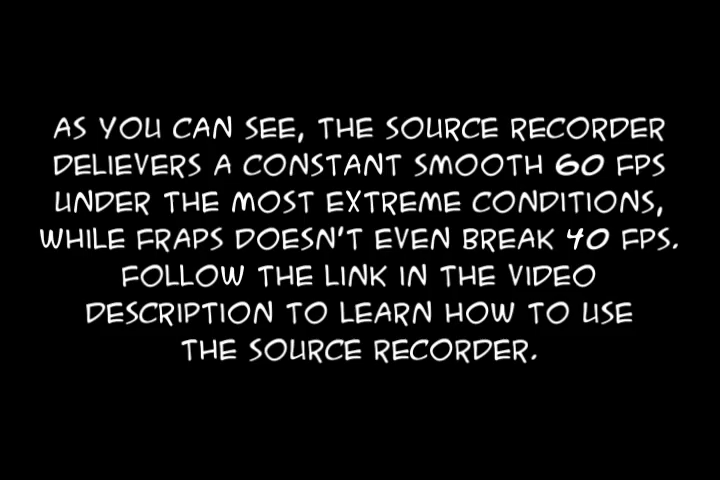 AS YOU CAN SEE, THE SOURCE RECORDER
DELIEVERS A CONSTANT SMOOTH 60 FPS
UNDER THE MOST EXTREME CONDITIONS,
WHILE FRAPS DOESN'T EVEN BREAK 40 FPS.
FOLLOW THE LINK IN THE VIDEO
DESCRIPTION TO LEARN HOW TO USE
THE SOURCE RECORDER.